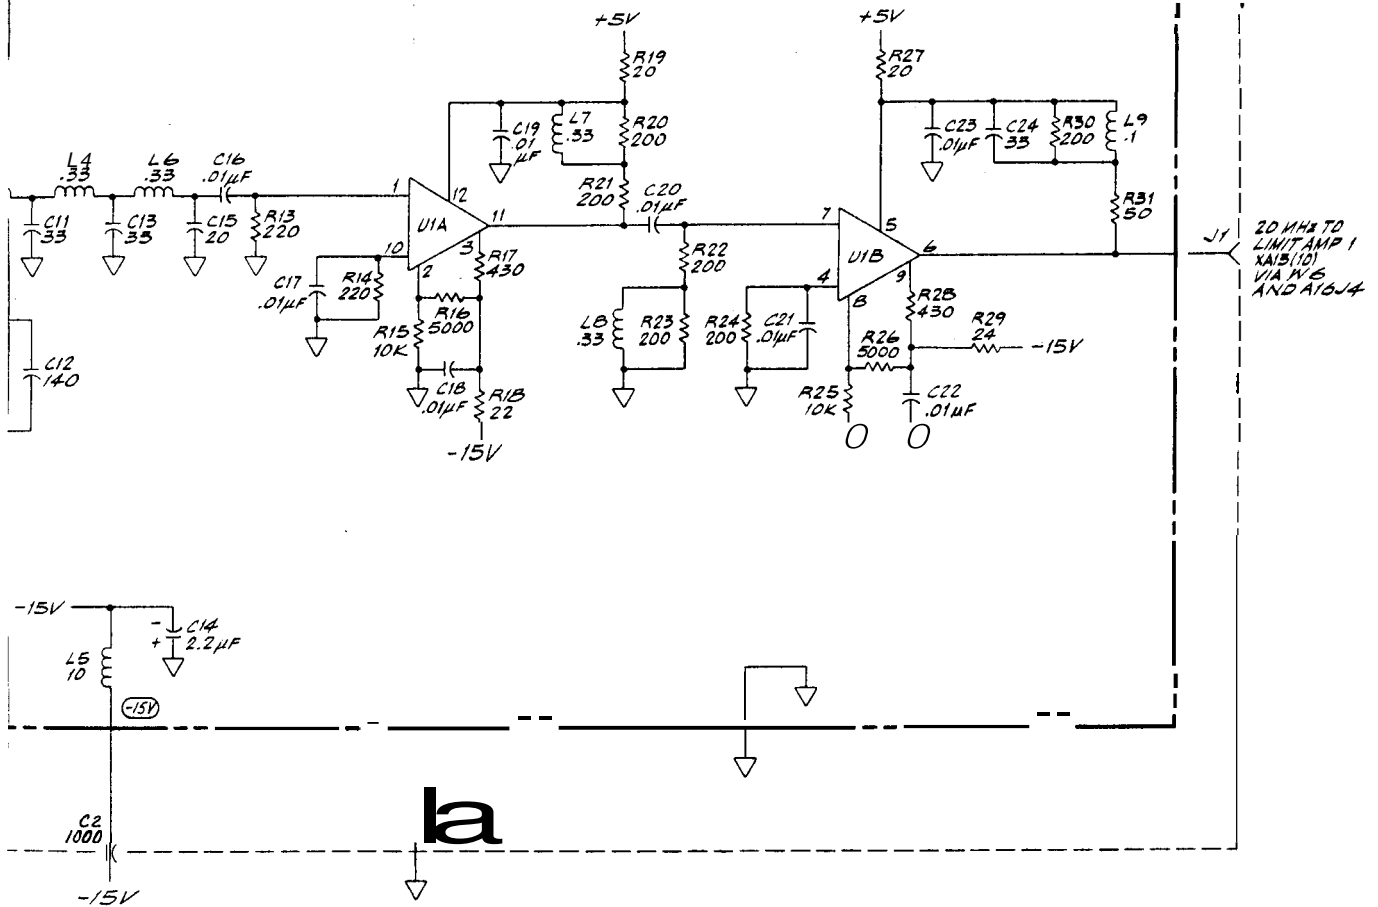 +5V
+5V
R19
20
R27
20
C19
.01
µF
L7
.33
R20
200
C23
.01µF
C24
33
R30
200
L9
.1
L4
.33
L6
.33
C16
.01µF
1
12
R21
200
C20
.01µF
R31
50
C11
33
C13
33
C15
20
R13
220
U1A
11
7
5
10
3
R17
430
R22
200
U1B
6
J1
20 MHz TO
LIMIT AMP 1
XA15(10)
VIA W6
AND A16J4
C17
.01µF
R14
220
2
4
9
8
R28
430
R16
5000
R15
10K
L8
.33
R23
200
R24
200
C21
.01µF
R26
5000
R29
24
-15V
C12
140
C18
.01µF
R18
22
R25
10K
C22
.01µF
-15V
O
O
-15V
-
+
C14
2.2µF
L5
10
-15V
C2
1000
la
-15V